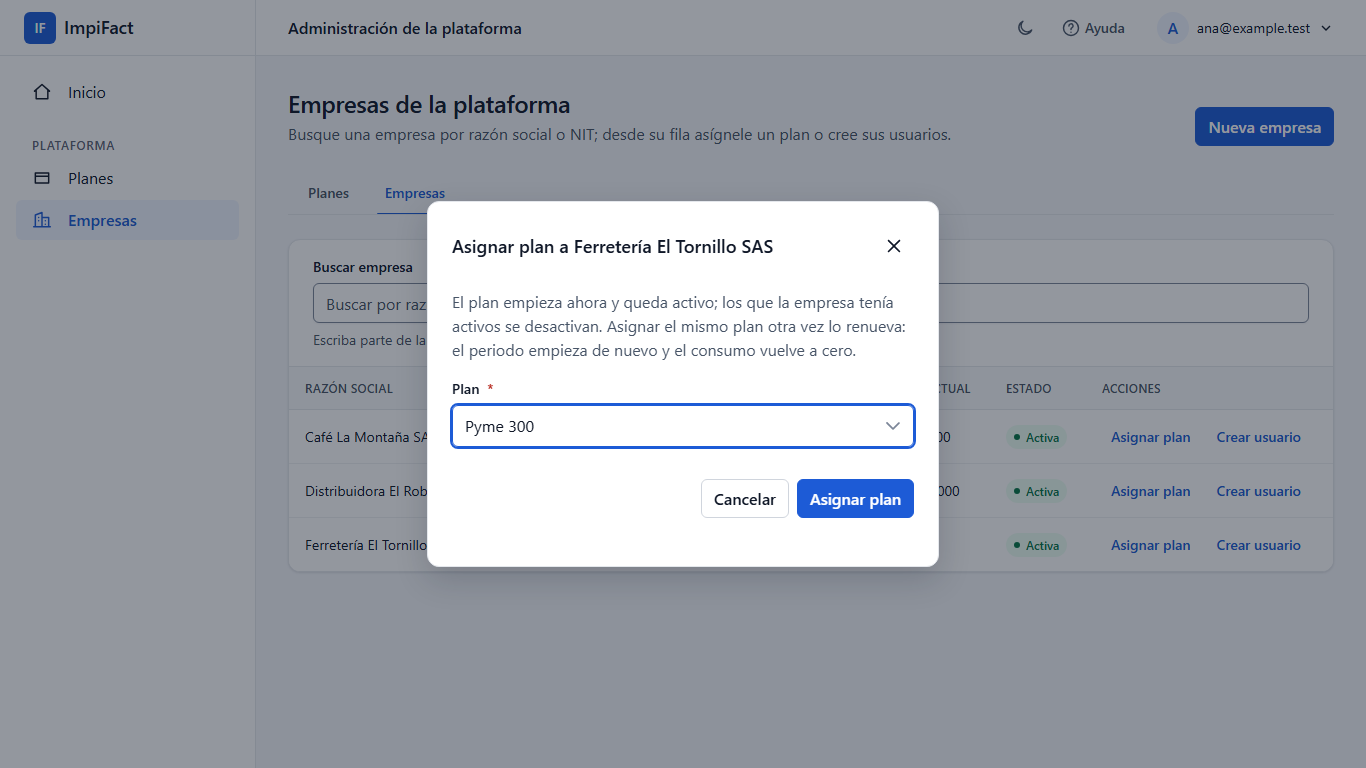 IF ImpiFact
Administración de la plataforma
Ayuda
A ana@example.test
Inicio
PLATAFORMA
Planes
Empresas
Empresas de la plataforma
Busque una empresa por razón social o NIT; desde su fila asígnele un plan o cree sus usuarios.
Nueva empresa
Planes Empresas
Buscar empresa
Buscar por
Escriba parte de la
RAZÓN SOCIAL ESTADO ACCIONES
Café La Montaña Activa Asignar plan Crear usuario
Distribuidora El Activa Asignar plan Crear usuario
Ferretería El Tornillo Activa Asignar plan Crear usuario
Asignar plan a Ferretería El Tornillo SAS
El plan empieza ahora y queda activo; los que la empresa tenía
activos se desactivan. Asignar el mismo plan otra vez lo renueva:
el periodo empieza de nuevo y el consumo vuelve a cero.
Plan *
Pyme 300
Cancelar Asignar plan